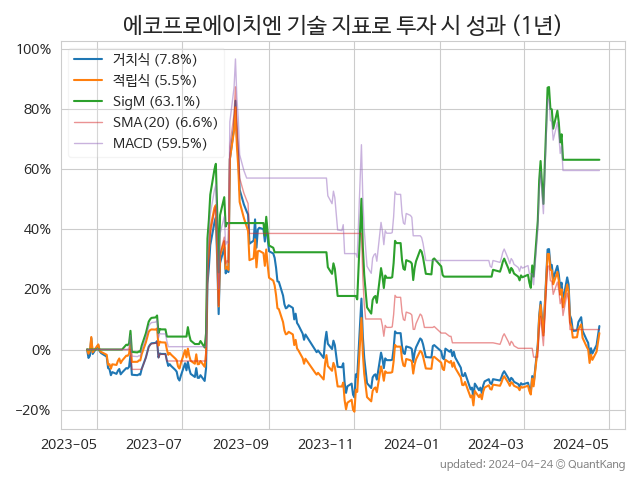 에코프로에이치엔 기술 지표로 투자 시 성과 (1년)
거치식 (7.8%)
적립식 (5.5%)
SigM (63.1%)
SMA(20) (6.6%)
MACD (59.5%)
100%
80%
60%
40%
20%
0%
−20%
2023-05 2023-07 2023-09 2023-11 2024-01 2024-03 2024-05
updated: 2024-04-24 © QuantKang